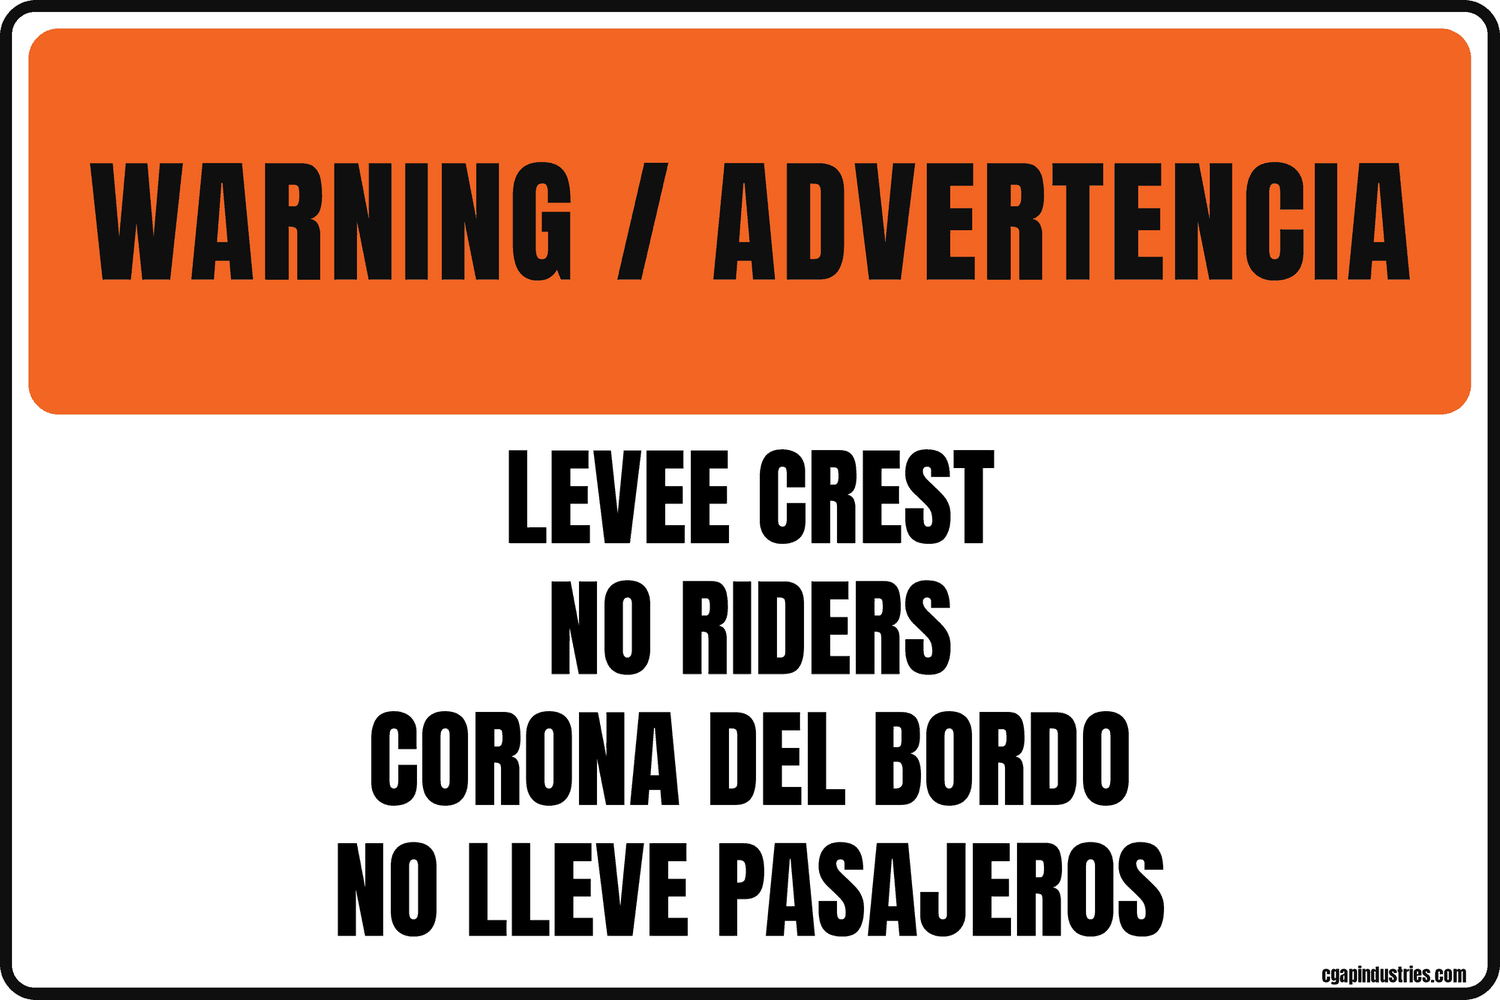 WARNING / ADVERTENCIA
LEVEE CREST
NO RIDERS
CORONA DEL BORDO
NO LLEVE PASAJEROS
cgapindustries.com